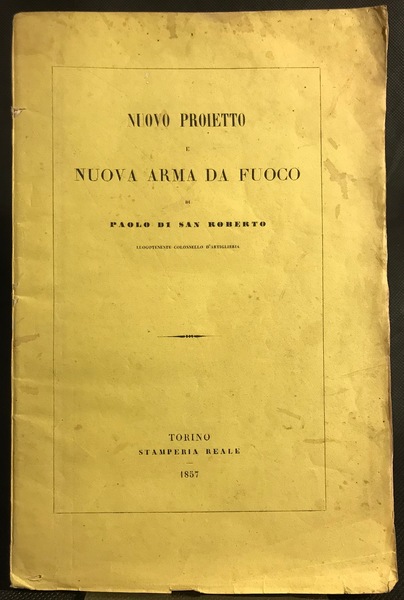 NUOVO PROIETTO
E
NUOVA ARMA DA FUOCO
DI
PAOLO DI SAN ROBERTO
LUOGOTENENTE COLONNELLO D'ARTIGLIERIA
TORINO
STAMPERIA REALE
1857